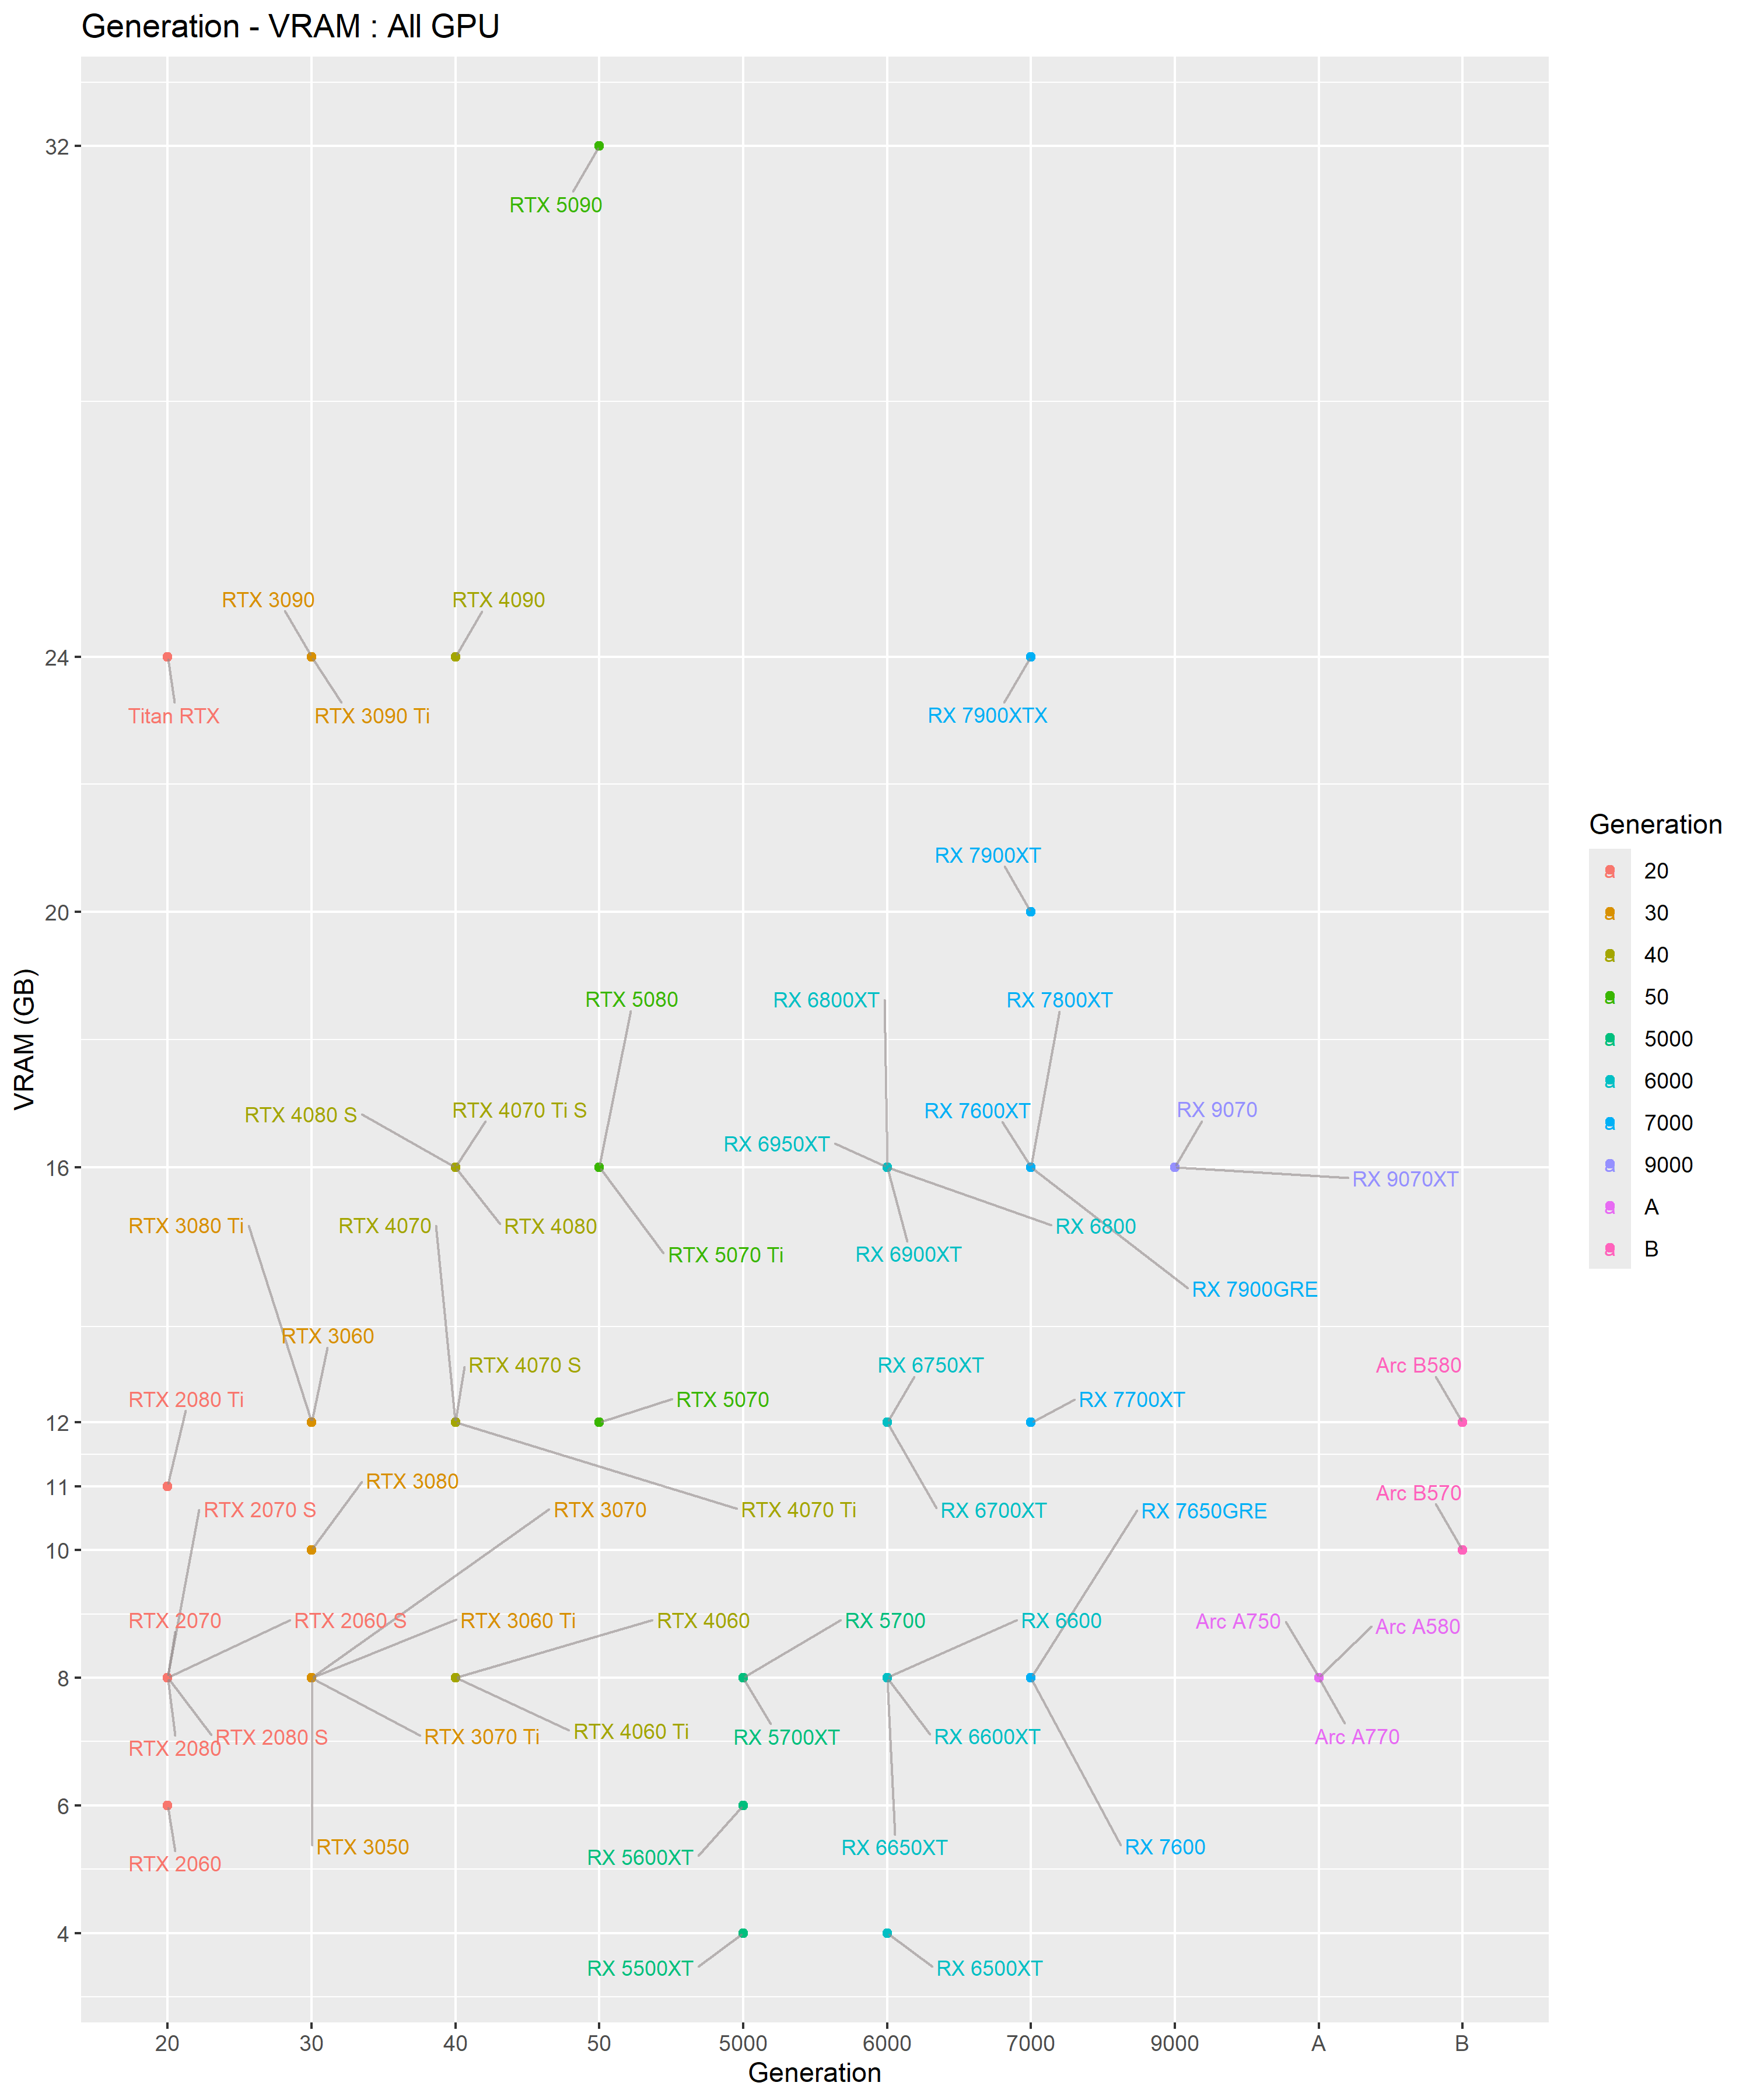 Generation - VRAM : All GPU
VRAM (GB)
32
24
20
16
12
11
10
8
6
4
RTX 5090
RTX 3090
RTX 4090
Titan RTX
RTX 3090 Ti
RX 7900XTX
RX 7900XT
RTX 5080
RX 6800XT
RX 7800XT
RTX 4080 S
RTX 4070 Ti S
RX 7600XT
RX 9070
RX 6950XT
RX 9070XT
RTX 3080 Ti
RTX 4070
RTX 4080
RX 6800
RTX 5070 Ti
RX 6900XT
RX 7900GRE
RTX 3060
RTX 4070 S
RX 6750XT
Arc B580
RTX 2080 Ti
RTX 5070
RX 7700XT
RTX 3080
Arc B570
RTX 2070 S
RTX 3070
RTX 4070 Ti
RX 6700XT
RX 7650GRE
RTX 2070
RTX 2060 S
RTX 3060 Ti
RTX 4060
RX 5700
RX 6600
Arc A750
Arc A580
RTX 2080
RTX 2080 S
RTX 3070 Ti
RTX 4060 Ti
RX 5700XT
RX 6600XT
Arc A770
RTX 2060
RTX 3050
RX 5600XT
RX 6650XT
RX 7600
RX 5500XT
RX 6500XT
20
30
40
50
5000
6000
7000
9000
A
B
Generation
Generation
a 20
a 30
a 40
a 50
a 5000
a 6000
a 7000
a 9000
a A
a B